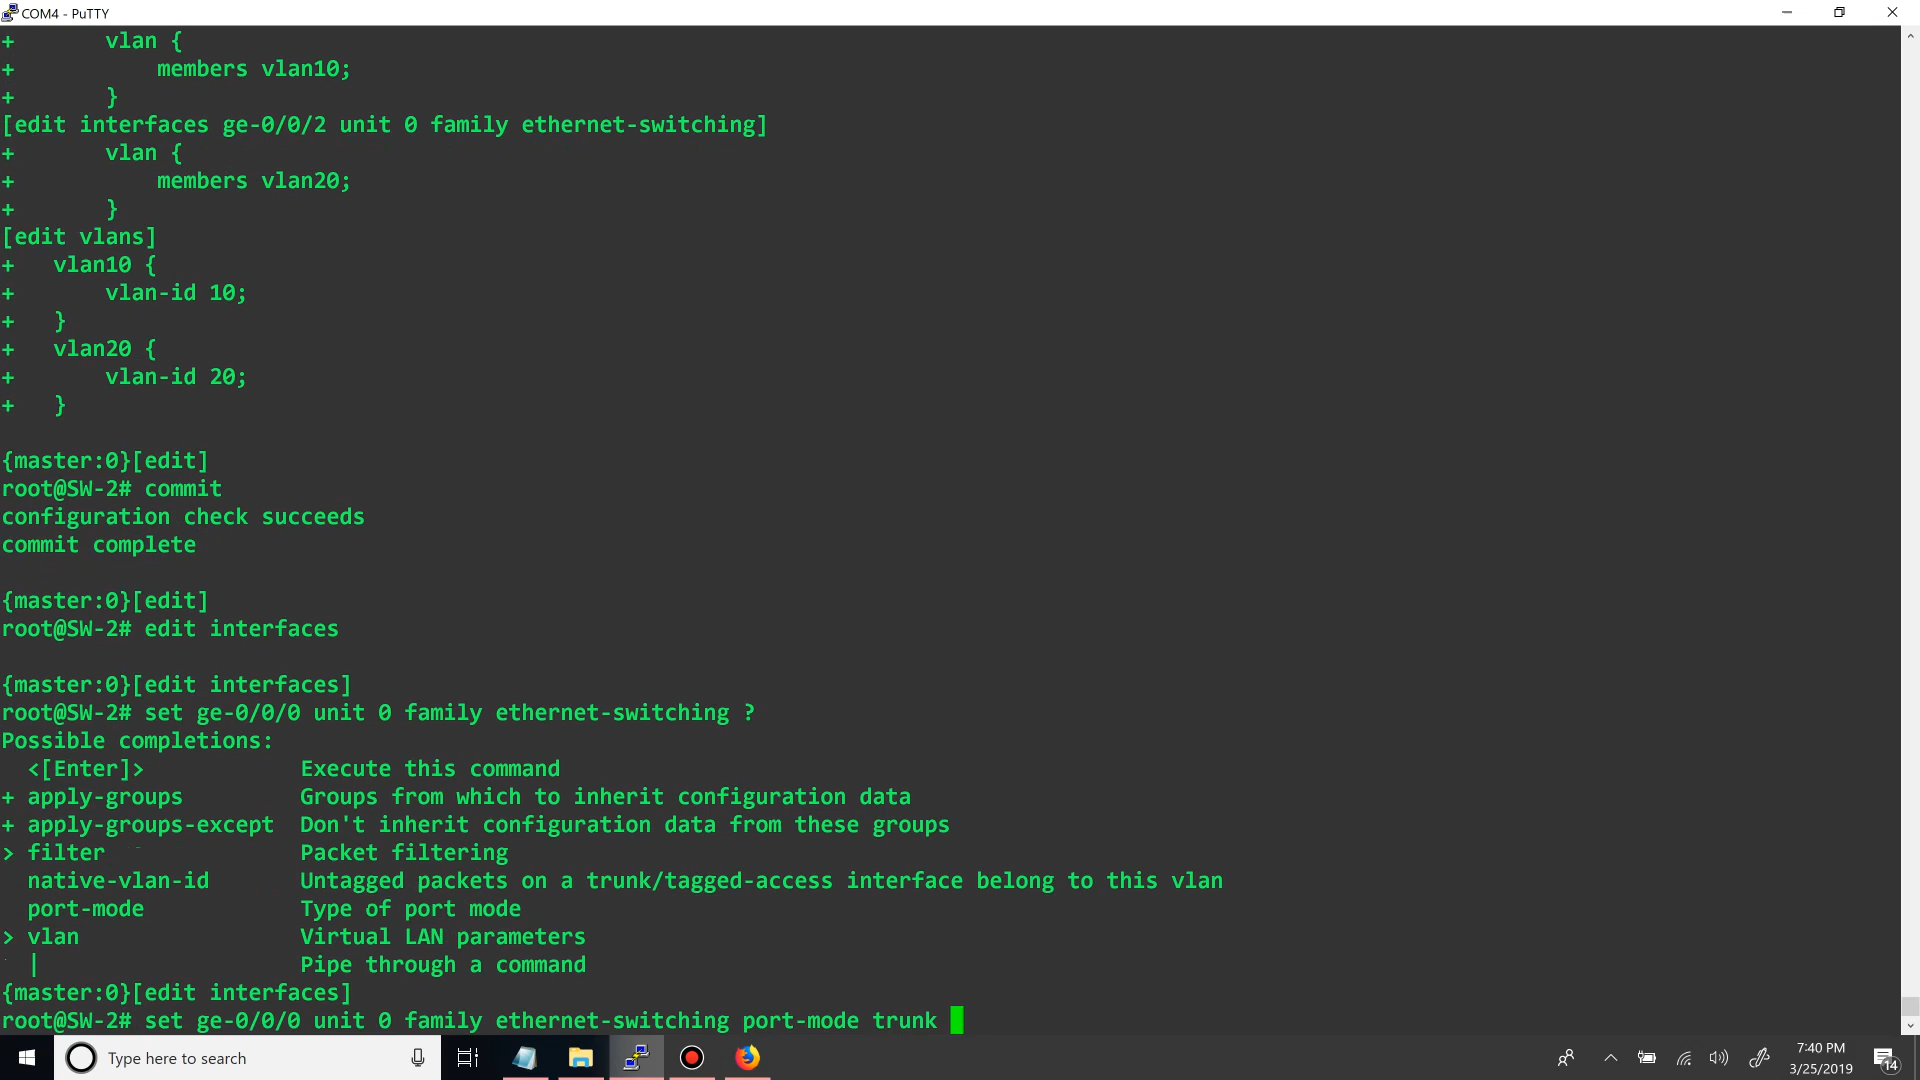 COM4 - PuTTY
+       vlan {
+           members vlan10;
+       }
[edit interfaces ge-0/0/2 unit 0 family ethernet-switching]
+       vlan {
+           members vlan20;
+       }
[edit vlans]
+   vlan10 {
+       vlan-id 10;
+   }
+   vlan20 {
+       vlan-id 20;
+   }
{master:0}[edit]
root@SW-2# commit
configuration check succeeds
commit complete
{master:0}[edit]
root@SW-2# edit interfaces
{master:0}[edit interfaces]
root@SW-2# set ge-0/0/0 unit 0 family ethernet-switching ?
Possible completions:
  <[Enter]>            Execute this command
+ apply-groups         Groups from which to inherit configuration data
+ apply-groups-except  Don't inherit configuration data from these groups
> filter               Packet filtering
  native-vlan-id       Untagged packets on a trunk/tagged-access interface belong to this vlan
  port-mode            Type of port mode
> vlan                 Virtual LAN parameters
  |                    Pipe through a command
{master:0}[edit interfaces]
root@SW-2# set ge-0/0/0 unit 0 family ethernet-switching port-mode trunk
Type here to search
7:40 PM
3/25/2019
14